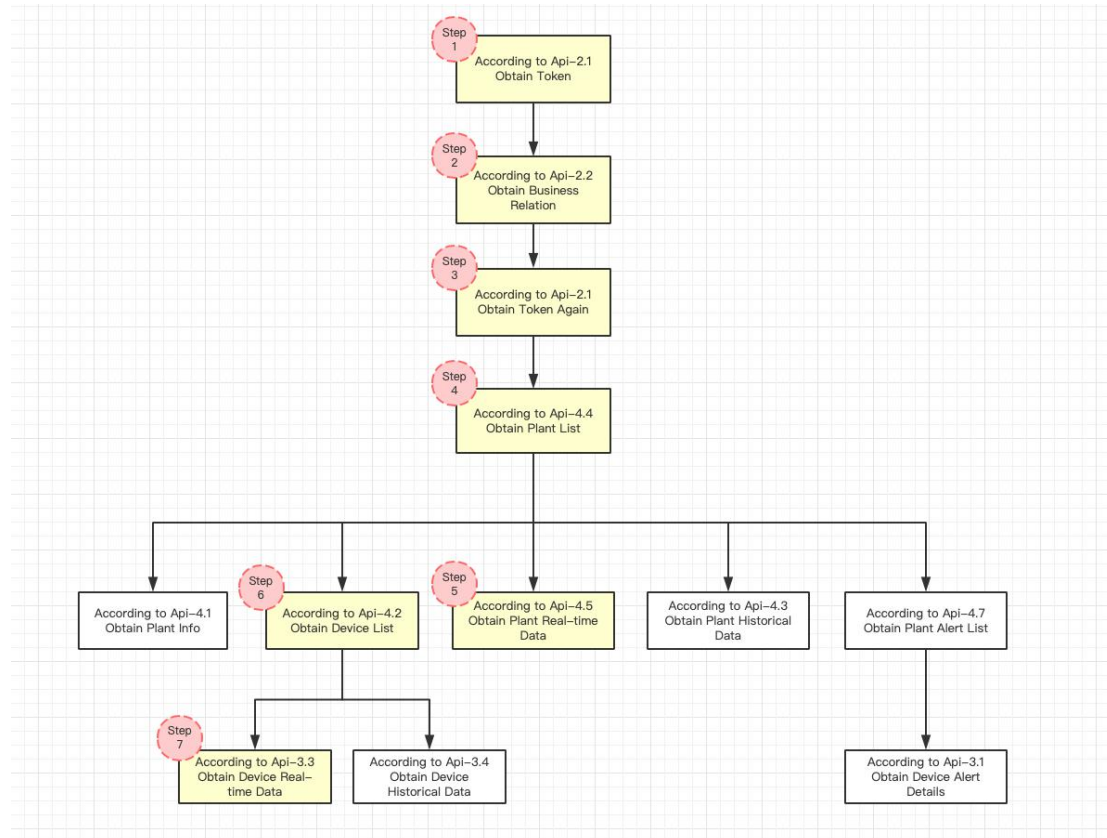 Step
1
According to Api-2.1
Obtain Token
Step
2
According to Api-2.2
Obtain Business
Relation
Step
3
According to Api-2.1
Obtain Token Again
Step
4
According to Api-4.4
Obtain Plant List
According to Api-4.1
Obtain Plant Info
Step
6
According to Api-4.2
Obtain Device List
Step
5
According to Api-4.5
Obtain Plant Real-time
Data
According to Api-4.3
Obtain Plant Historical
Data
According to Api-4.7
Obtain Plant Alert List
Step
7
According to Api-3.3
Obtain Device Real-
time Data
According to Api-3.4
Obtain Device
Historical Data
According to Api-3.1
Obtain Device Alert
Details